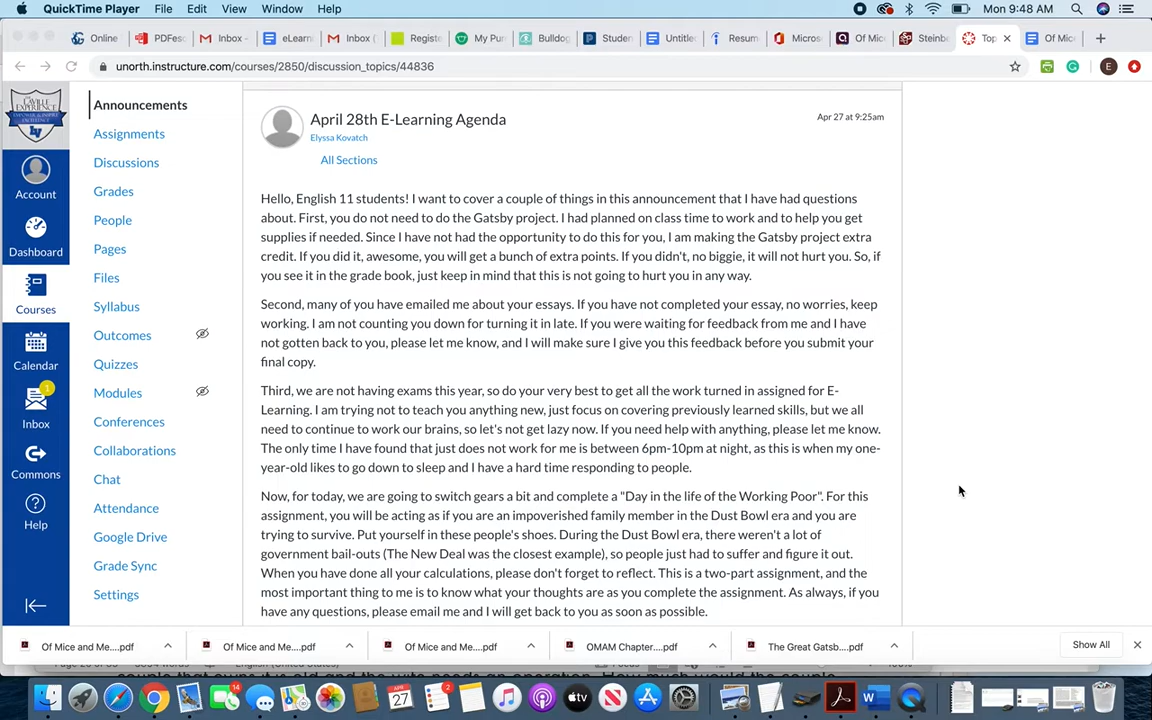 QuickTime Player File Edit View Window Help Mon 9:48 AM
Online PDFesc Gmail Inbox - eLearn Inbox ( Registe My Pur Bulldog Studen Untitle Resum Micros Of Mice Steinb Top Of Mice
unorth.instructure.com/courses/2850/discussion_topics/44836 E
LAVILLE EXPERIENCE
LV
Account
Dashboard
Courses
Calendar
1
Inbox
Commons
Help
Announcements
Assignments
Discussions
Grades
People
Pages
Files
Syllabus
Outcomes
Quizzes
Modules
Conferences
Collaborations
Chat
Attendance
Google Drive
Grade Sync
Settings
April 28th E-Learning Agenda Apr 27 at 9:25am
Elyssa Kovatch
All Sections
Hello, English 11 students! I want to cover a couple of things in this announcement that I have had questions
about. First, you do not need to do the Gatsby project. I had planned on class time to work and to help you get
supplies if needed. Since I have not had the opportunity to do this for you, I am making the Gatsby project extra
credit. If you did it, awesome, you will get a bunch of extra points. If you didn't, no biggie, it will not hurt you. So, if
you see it in the grade book, just keep in mind that this is not going to hurt you in any way.
Second, many of you have emailed me about your essays. If you have not completed your essay, no worries, keep
working. I am not counting you down for turning it in late. If you were waiting for feedback from me and I have
not gotten back to you, please let me know, and I will make sure I give you this feedback before you submit your
final copy.
Third, we are not having exams this year, so do your very best to get all the work turned in assigned for E-
Learning. I am trying not to teach you anything new, just focus on covering previously learned skills, but we all
need to continue to work our brains, so let's not get lazy now. If you need help with anything, please let me know.
The only time I have found that just does not work for me is between 6pm-10pm at night, as this is when my one-
year-old likes to go down to sleep and I have a hard time responding to people.
Now, for today, we are going to switch gears a bit and complete a "Day in the life of the Working Poor". For this
assignment, you will be acting as if you are an impoverished family member in the Dust Bowl era and you are
trying to survive. Put yourself in these people's shoes. During the Dust Bowl era, there weren't a lot of
government bail-outs (The New Deal was the closest example), so people just had to suffer and figure it out.
When you have done all your calculations, please don't forget to reflect. This is a two-part assignment, and the
most important thing to me is to know what your thoughts are as you complete the assignment. As always, if you
have any questions, please email me and I will get back to you as soon as possible.
Of Mice and Me....pdf Of Mice and Me....pdf Of Mice and Me....pdf OMAM Chapter....pdf The Great Gatsb....pdf Show All
14 APR 27 2 tv